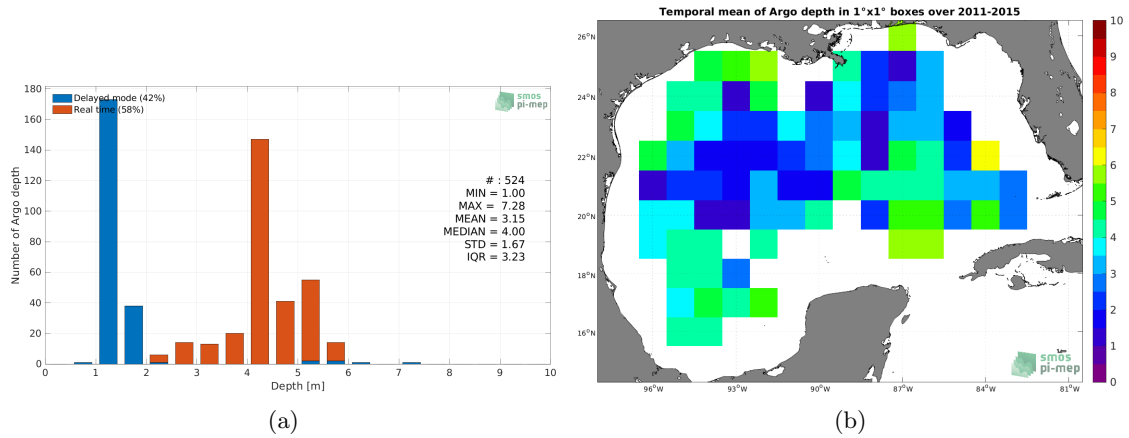 Delayed mode (42%)
Real time (58%)
smos
pi-mep
# : 524
MIN = 1.00
MAX = 7.28
MEAN = 3.15
MEDIAN = 4.00
STD = 1.67
IQR = 3.23
Number of Argo depth
180
160
140
120
100
80
60
40
20
0
0 1 2 3 4 5 6 7 8 9 10
Depth [m]
(a)
Temporal mean of Argo depth in 1°x1° boxes over 2011-2015
26°N
24°N
22°N
20°N
18°N
16°N
96°W 93°W 90°W 87°W 84°W 81°W
smos
pi-mep
10
9
8
7
6
5
4
3
2
1
0
(b)